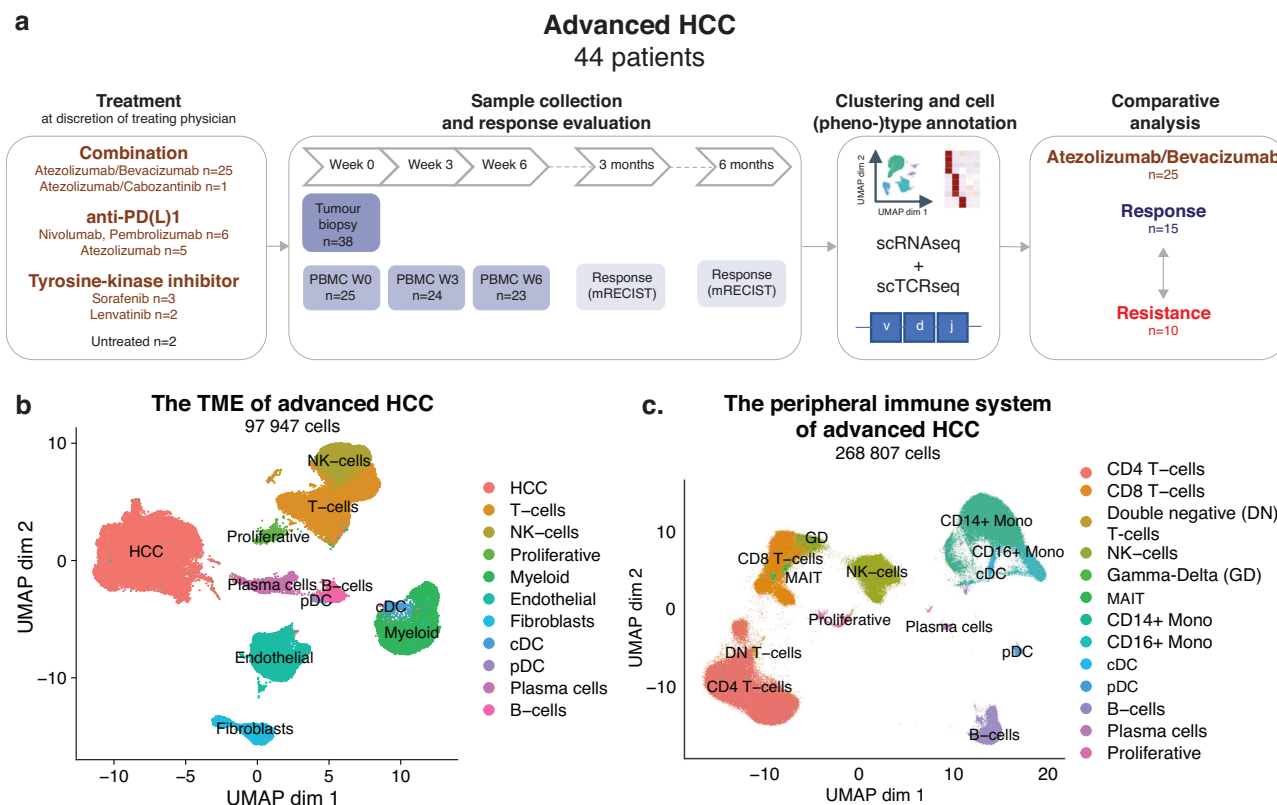 a
Advanced HCC
44 patients
Treatment
at discretion of treating physician
Combination
Atezolizumab/Bevacizumab n=25
Atezolizumab/Cabozantinib n=1
anti-PD(L)1
Nivolumab, Pembrolizumab n=6
Atezolizumab n=5
Tyrosine-kinase inhibitor
Sorafenib n=3
Lenvatinib n=2
Untreated n=2
Sample collection
and response evaluation
Week 0
Week 3
Week 6
3 months
6 months
Tumour
biopsy
n=38
PBMC W0
n=25
PBMC W3
n=24
PBMC W6
n=23
Response
(mRECIST)
Response
(mRECIST)
Clustering and cell
(pheno-)type annotation
UMAP dim 2
UMAP dim 1
scRNAseq
+
scTCRseq
v d j
Comparative
analysis
Atezolizumab/Bevacizumab
n=25
Response
n=15
Resistance
n=10
b
The TME of advanced HCC
97 947 cells
UMAP dim 2
10
0
−10
NK−cells
T−cells
Proliferative
HCC
Plasma cells
B−cells
pDC
cDC
Myeloid
Endothelial
Fibroblasts
−10 −5 0 5 10
UMAP dim 1
HCC
T−cells
NK−cells
Proliferative
Myeloid
Endothelial
Fibroblasts
cDC
pDC
Plasma cells
B−cells
c.
The peripheral immune system
of advanced HCC
268 807 cells
UMAP dim 2
10
0
−10
CD14+ Mono
GD
CD8 T−cells
CD16+ Mono
MAIT
NK−cells
cDC
Proliferative
Plasma cells
DN T−cells
pDC
CD4 T−cells
B−cells
−10 0 10 20
UMAP dim 1
CD4 T−cells
CD8 T−cells
Double negative (DN)
T−cells
NK−cells
Gamma-Delta (GD)
MAIT
CD14+ Mono
CD16+ Mono
cDC
pDC
B−cells
Plasma cells
Proliferative